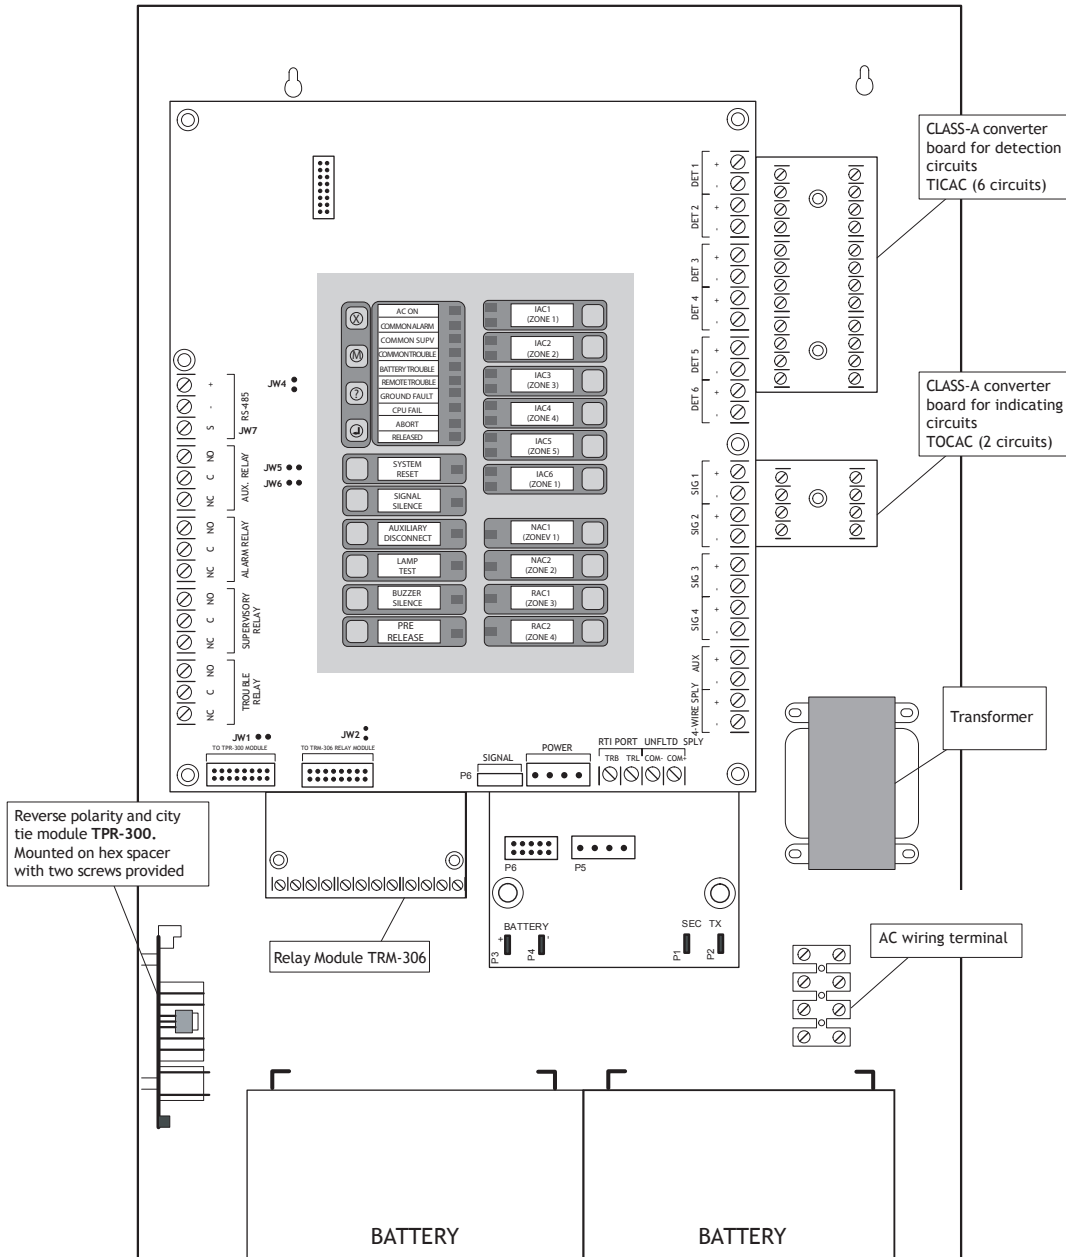 CLASS-A converter
board for detection
circuits
TICAC (6 circuits)
DET 1
+
-
DET 2
+
-
DET 3
+
-
DET 4
+
-
DET 5
+
-
DET 6
+
-
CLASS-A converter
board for indicating
circuits
TOCAC (2 circuits)
SIG 1
+
-
SIG 2
+
-
SIG 3
+
-
SIG 4
+
-
AUX
+
-
4-WIRE SPLY
+
-
X
M
?
AC ON
COMMON ALARM
COMMON SUPV
COMMON TROUBLE
BATTERY TROUBLE
REMOTE TROUBLE
GROUND FAULT
CPU FAIL
ABORT
RELEASED
SYSTEM
RESET
SIGNAL
SILENCE
AUXILIARY
DISCONNECT
LAMP
TEST
BUZZER
SILENCE
PRE
RELEASE
IAC1
(ZONE 1)
IAC2
(ZONE 2)
IAC3
(ZONE 3)
IAC4
(ZONE 4)
IAC5
(ZONE 5)
IAC6
(ZONE 1)
NAC1
(ZONEV 1)
NAC2
(ZONE 2)
RAC1
(ZONE 3)
RAC2
(ZONE 4)
JW4
+
-
S
RS-485
JW7
JW5
JW6
NO
C
NC
AUX. RELAY
NO
C
NC
ALARM RELAY
NO
C
NC
SUPERVISORY
RELAY
NO
C
NC
TROUBLE
RELAY
JW1
TO TPR-300 MODULE
JW2
TO TRM-306 RELAY MODULE
SIGNAL
P6
POWER
RTI PORT UNFLTD SPLY
TRB TRL COM- COM+
Transformer
Reverse polarity and city
tie module TPR-300.
Mounted on hex spacer
with two screws provided
Relay Module TRM-306
P6
P5
BATTERY
+
-
P3
P4
SEC TX
P1
P2
AC wiring terminal
BATTERY
BATTERY